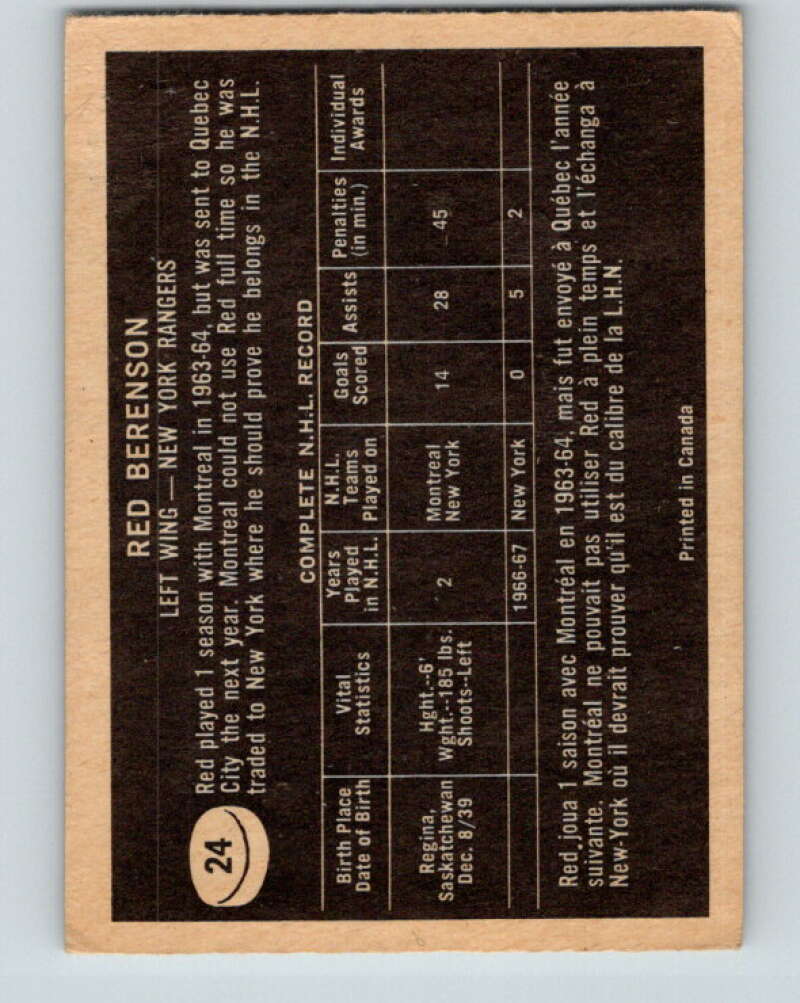 RED BERENSON
LEFT WING — NEW YORK RANGERS
24
Red played 1 season with Montreal in 1963-64, but was sent to Quebec
City the next year. Montreal could not use Red full time so he was
traded to New York where he should prove he belongs in the N.H.L.
COMPLETE N.H.L. RECORD
Birth Place
Date of Birth
Vital
Statistics
Years
Played
in N.H.L.
N.H.L.
Teams
Played on
Goals
Scored
Assists
Penalties
(in min.)
Individual
Awards
Regina,
Saskatchewan
Dec. 8/39
Hght.--6'
Wght.--185 lbs.
Shoots--Left
2
Montreal
New York
14
28
45
1966-67
New York
0
5
2
Red joua 1 saison avec Montréal en 1963-64, mais fut envoyé à Québec l'année
suivante. Montréal ne pouvait pas utiliser Red à plein temps et l'échanga à
New-York où il devrait prouver qu'il est du calibre de la L.H.N.
Printed in Canada